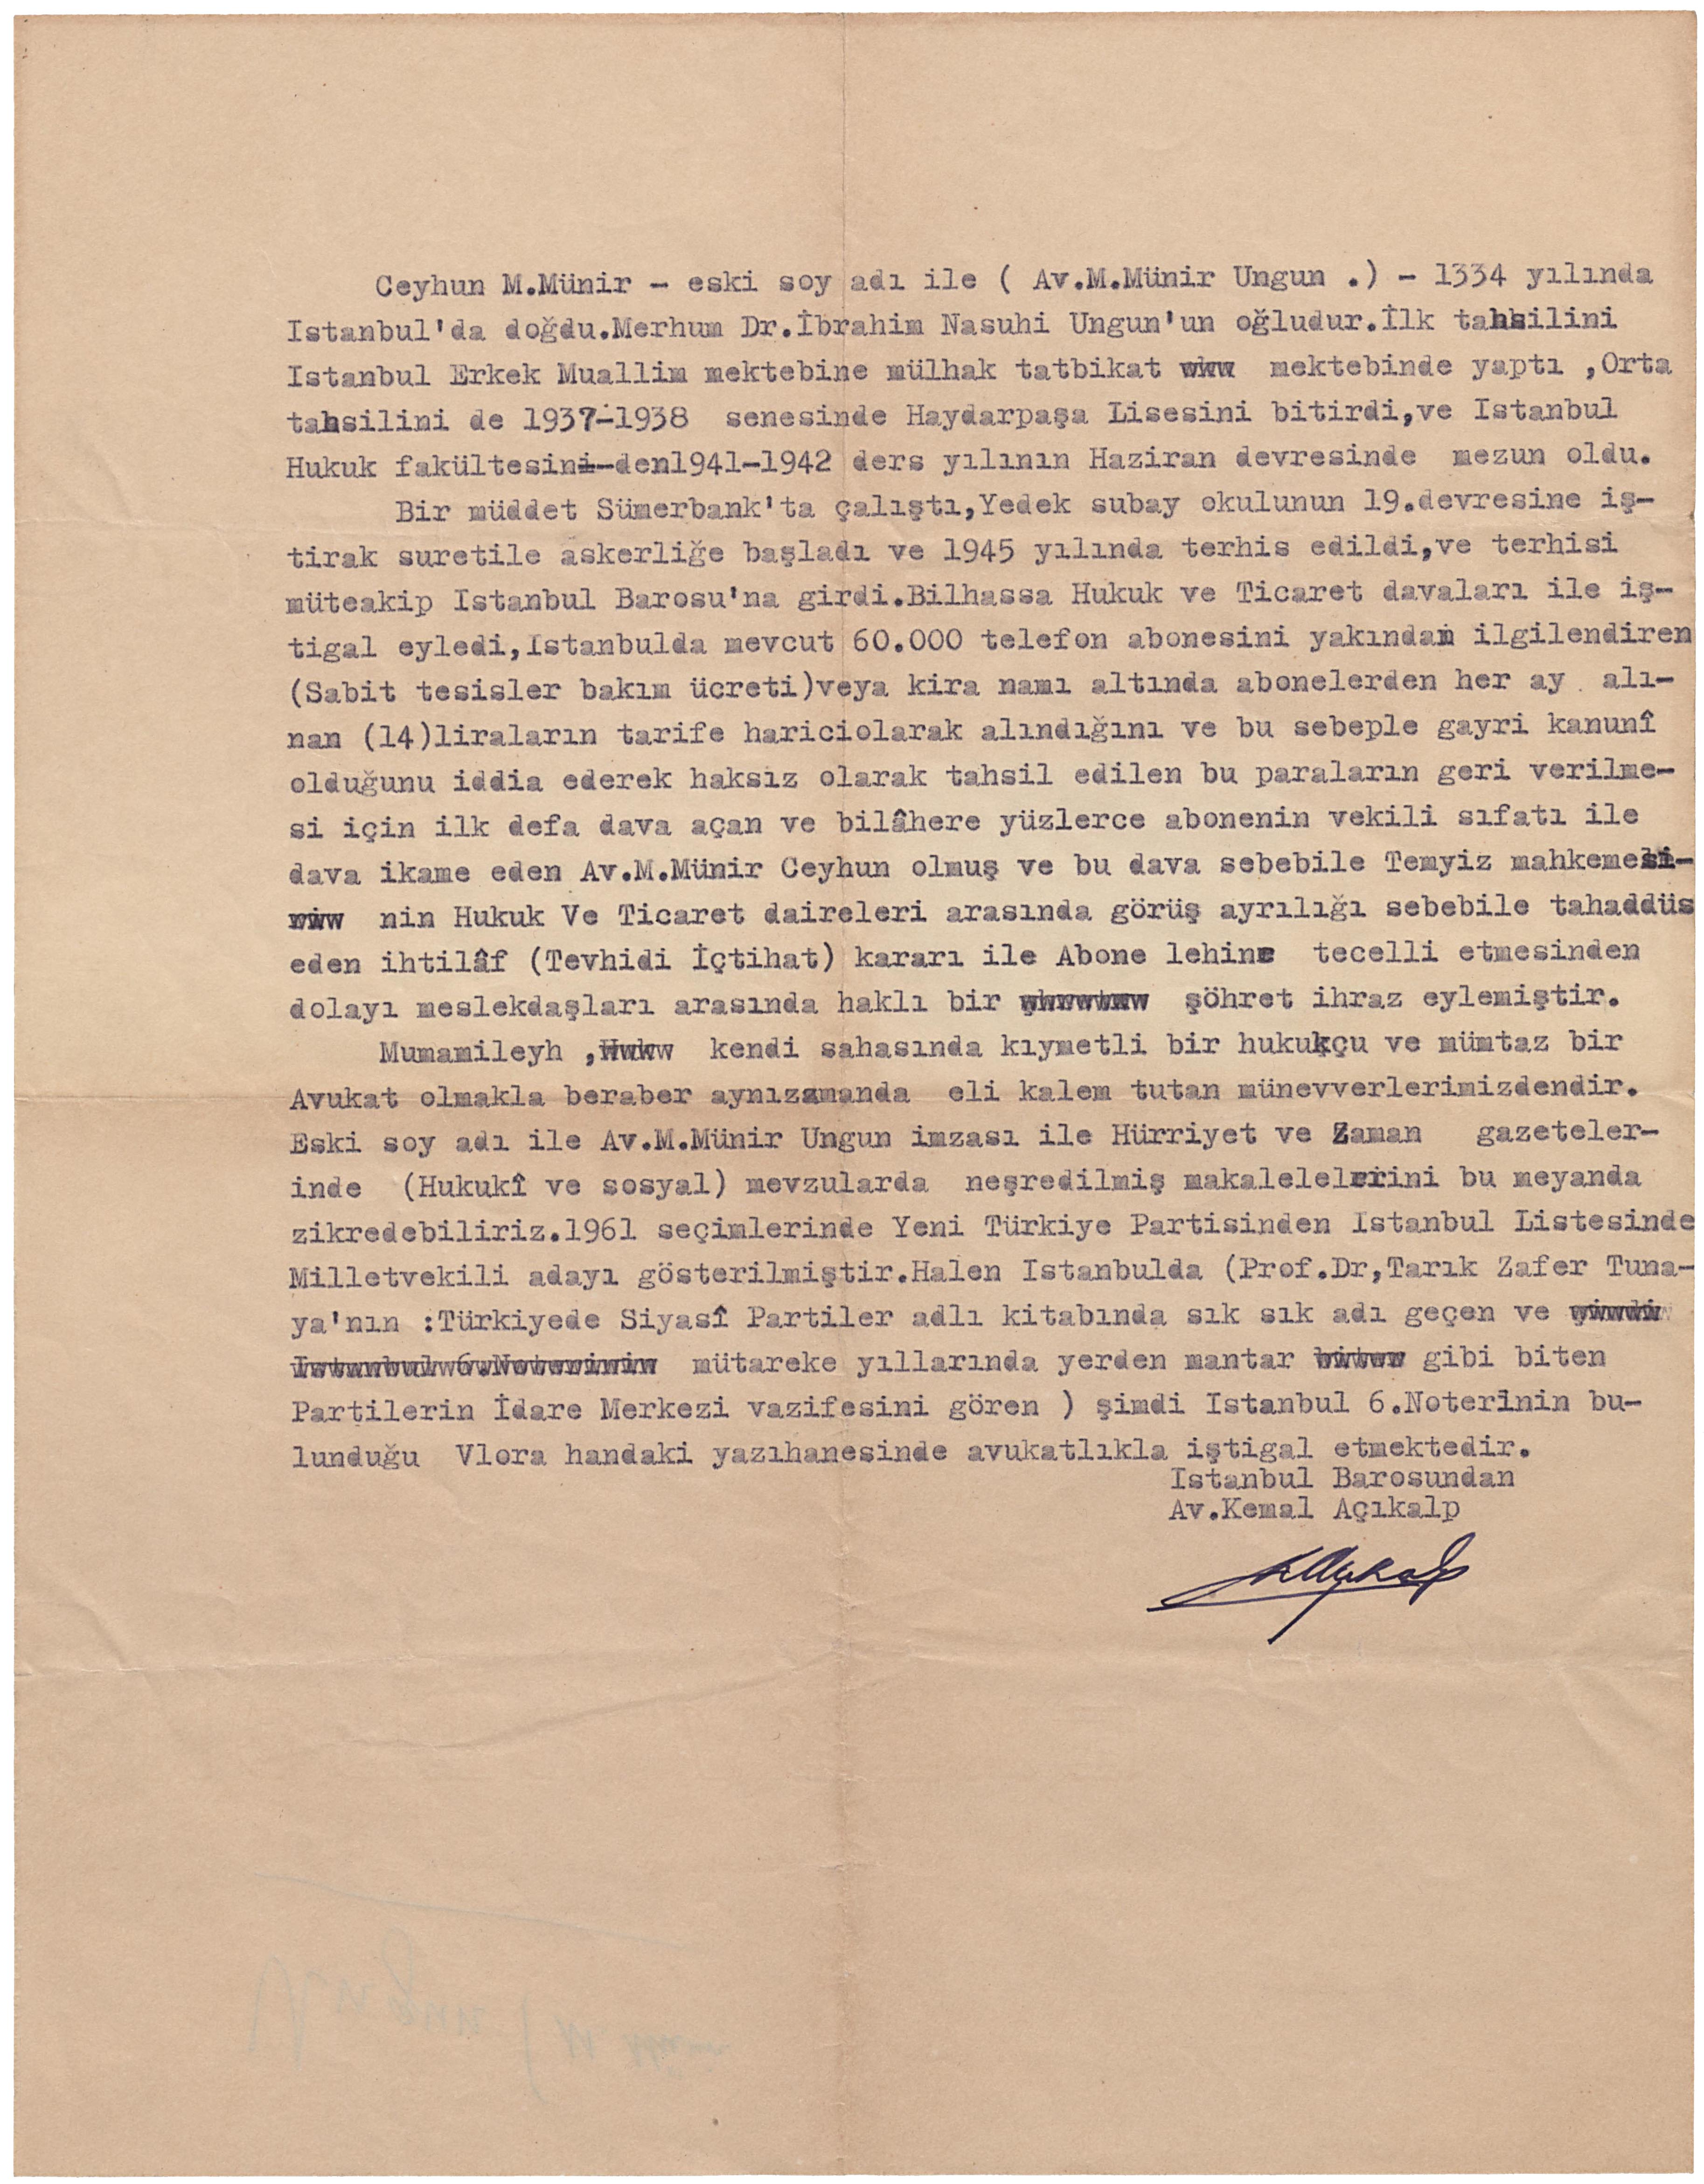 Ceyhun M.Münir - eski soy adı ile ( Av.M.Münir Ungun .) - 1334 yılında
Istanbul'da doğdu.Merhum Dr.İbrahim Nasuhi Ungun'un oğludur.İlk tahsilini
Istanbul Erkek Muallim mektebine mülhak tatbikat mektebinde yaptı ,Orta
tahsilini de 1937-1938 senesinde Haydarpaşa Lisesini bitirdi,ve Istanbul
Hukuk fakültesini-den1941-1942 ders yılının Haziran devresinde mezun oldu.
Bir müddet Sümerbank'ta çalıştı,Yedek subay okulunun 19.devresine iş-
tirak suretile askerliğe başladı ve 1945 yılında terhis edildi,ve terhisi
müteakip Istanbul Barosu'na girdi.Bilhassa Hukuk ve Ticaret davaları ile iş-
tigal eyledi,Istanbulda mevcut 60.000 telefon abonesini yakından ilgilendiren
(Sabit tesisler bakım ücreti)veya kira namı altında abonelerden her ay alı-
nan (14)liraların tarife hariciolarak alındığını ve bu sebeple gayri kanunî
olduğunu iddia ederek haksız olarak tahsil edilen bu paraların geri verilme-
si için ilk defa dava açan ve bilâhere yüzlerce abonenin vekili sıfatı ile
dava ikame eden Av.M.Münir Ceyhun olmuş ve bu dava sebebile Temyiz mahkemesi-
nin Hukuk Ve Ticaret daireleri arasında görüş ayrılığı sebebile tahaddüs
eden ihtilâf (Tevhidi İçtihat) kararı ile Abone lehine tecelli etmesinden
dolayı meslekdaşları arasında haklı bir şöhret ihraz eylemiştir.
Mumamileyh , kendi sahasında kıymetli bir hukukçu ve mümtaz bir
Avukat olmakla beraber aynızamanda eli kalem tutan münevverlerimizdendir.
Eski soy adı ile Av.M.Münir Ungun imzası ile Hürriyet ve Zaman gazeteler-
inde (Hukukî ve sosyal) mevzularda neşredilmiş makalelelerini bu meyanda
zikredebiliriz.1961 seçimlerinde Yeni Türkiye Partisinden Istanbul Listesinde
Milletvekili adayı gösterilmiştir.Halen Istanbulda (Prof.Dr,Tarık Zafer Tuna-
ya'nın :Türkiyede Siyasî Partiler adlı kitabında sık sık adı geçen ve şimdi
Istanbul 6.Noterinin mütareke yıllarında yerden mantar biten gibi biten
Partilerin İdare Merkezi vazifesini gören ) şimdi Istanbul 6.Noterinin bu-
lunduğu Vlora handaki yazıhanesinde avukatlıkla iştigal etmektedir.
Istanbul Barosundan
Av.Kemal Açıkalp
KAçıkalp